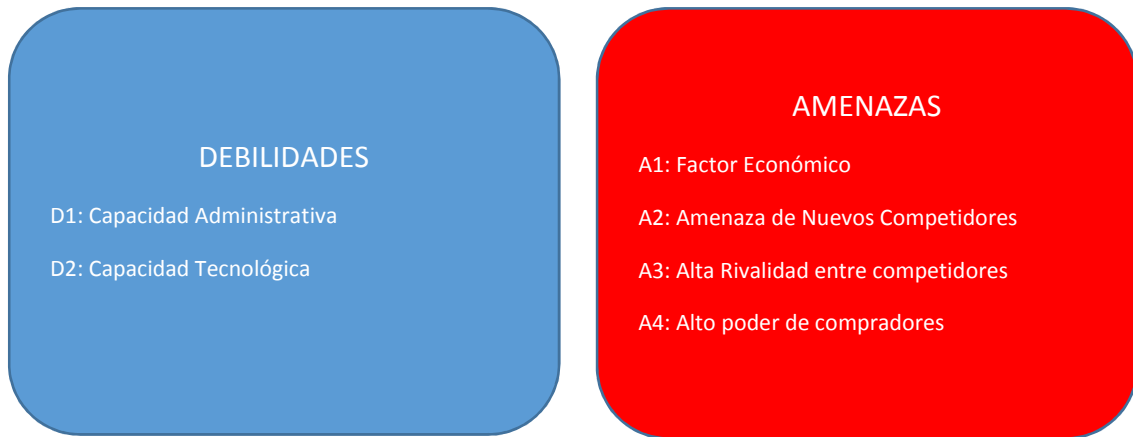 DEBILIDADES
D1: Capacidad Administrativa
D2: Capacidad Tecnológica
AMENAZAS
A1: Factor Económico
A2: Amenaza de Nuevos Competidores
A3: Alta Rivalidad entre competidores
A4: Alto poder de compradores